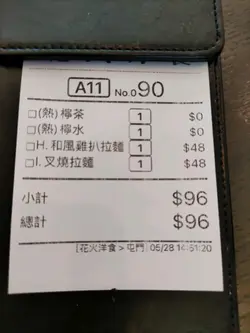 A11 No.090
□(熱)檸茶 1 $0
□(熱)檸水 1 $0
□H. 和風雞扒拉麵 1 $48
□I. 叉燒拉麵 1 $48
小計 $96
總計 $96
[花火洋食 > 屯門] 05/28 14:51:20